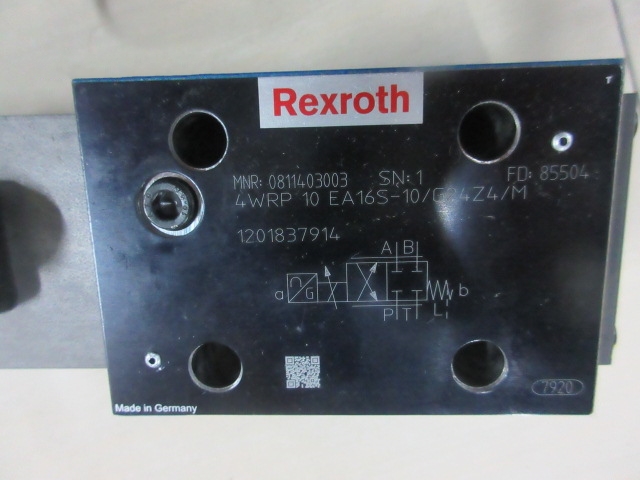 Rexroth
MNR: 0811403003 SN: 1 FD: 85504
4WRP 10 EA16S-10/G24Z4/M
1201837914
A B
a G b
P T L
Made in Germany
7920